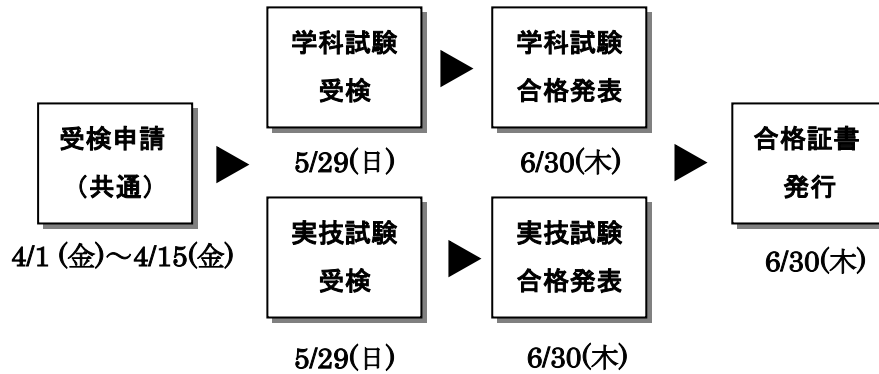 受検申請
（共通）
4/1 (金)～4/15(金)
学科試験
受検
5/29(日)
学科試験
合格発表
6/30(木)
実技試験
受検
5/29(日)
実技試験
合格発表
6/30(木)
合格証書
発行
6/30(木)